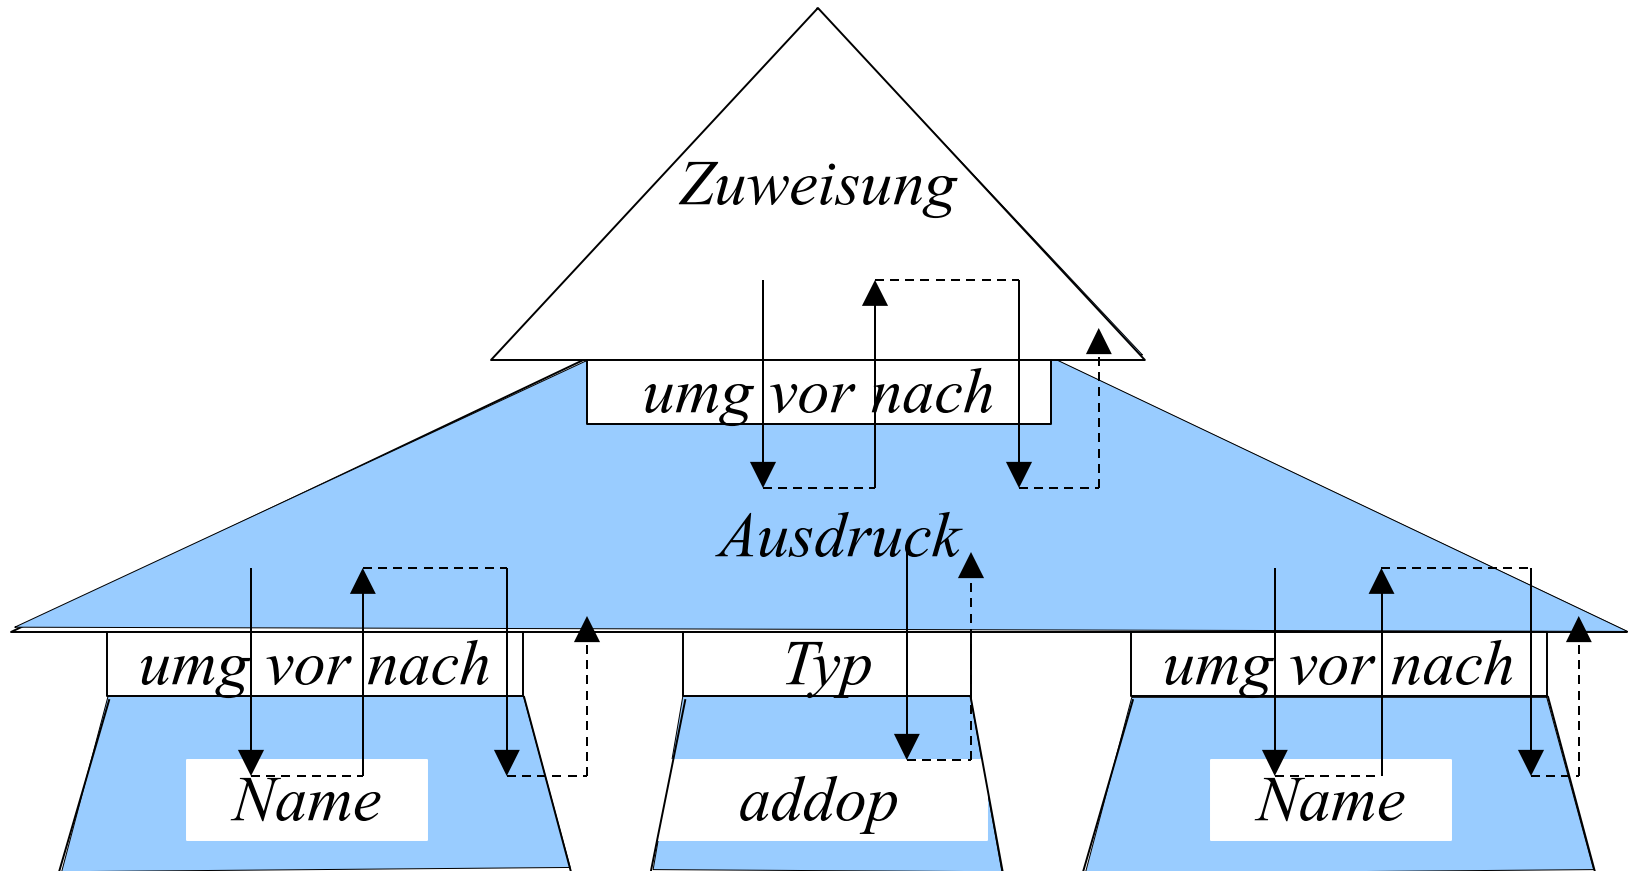 Zuweisung
umg vor nach
Ausdruck
umg vor nach Typ umg vor nach
Name addop Name